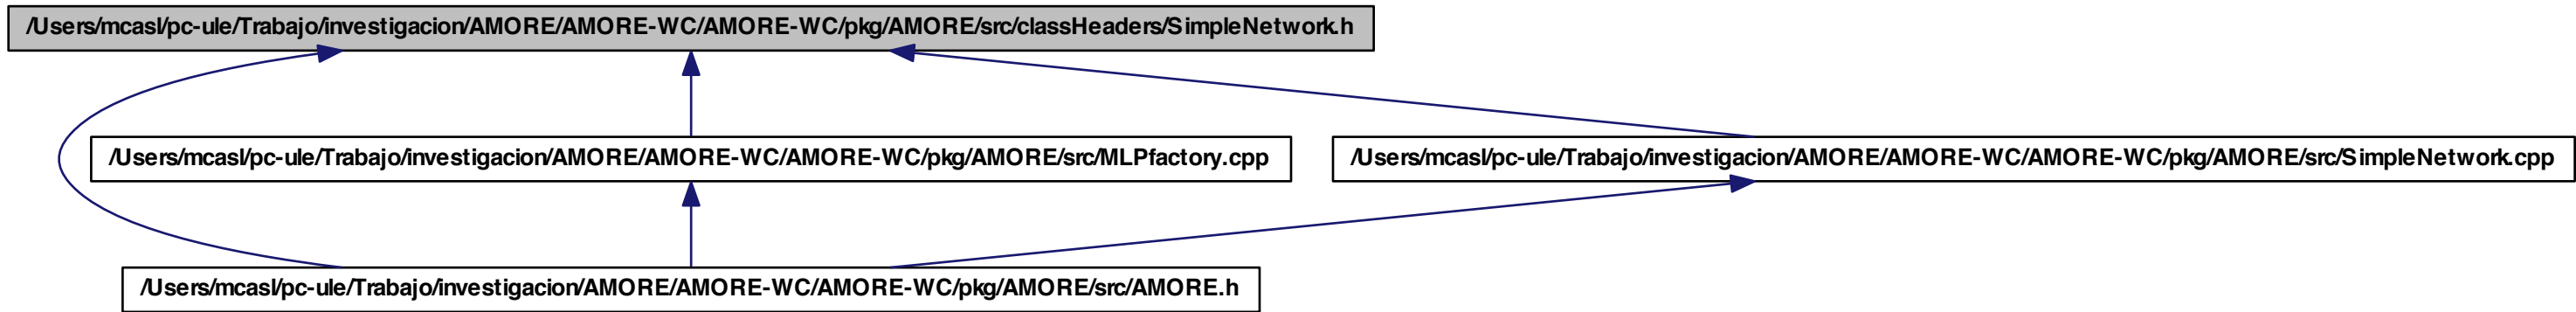 /Users/mcasl/pc-ule/Trabajo/investigacion/AMORE/AMORE-WC/AMORE-WC/pkg/AMORE/src/classHeaders/SimpleNetwork.h
/Users/mcasl/pc-ule/Trabajo/investigacion/AMORE/AMORE-WC/AMORE-WC/pkg/AMORE/src/MLPfactory.cpp
/Users/mcasl/pc-ule/Trabajo/investigacion/AMORE/AMORE-WC/AMORE-WC/pkg/AMORE/src/SimpleNetwork.cpp
/Users/mcasl/pc-ule/Trabajo/investigacion/AMORE/AMORE-WC/AMORE-WC/pkg/AMORE/src/AMORE.h